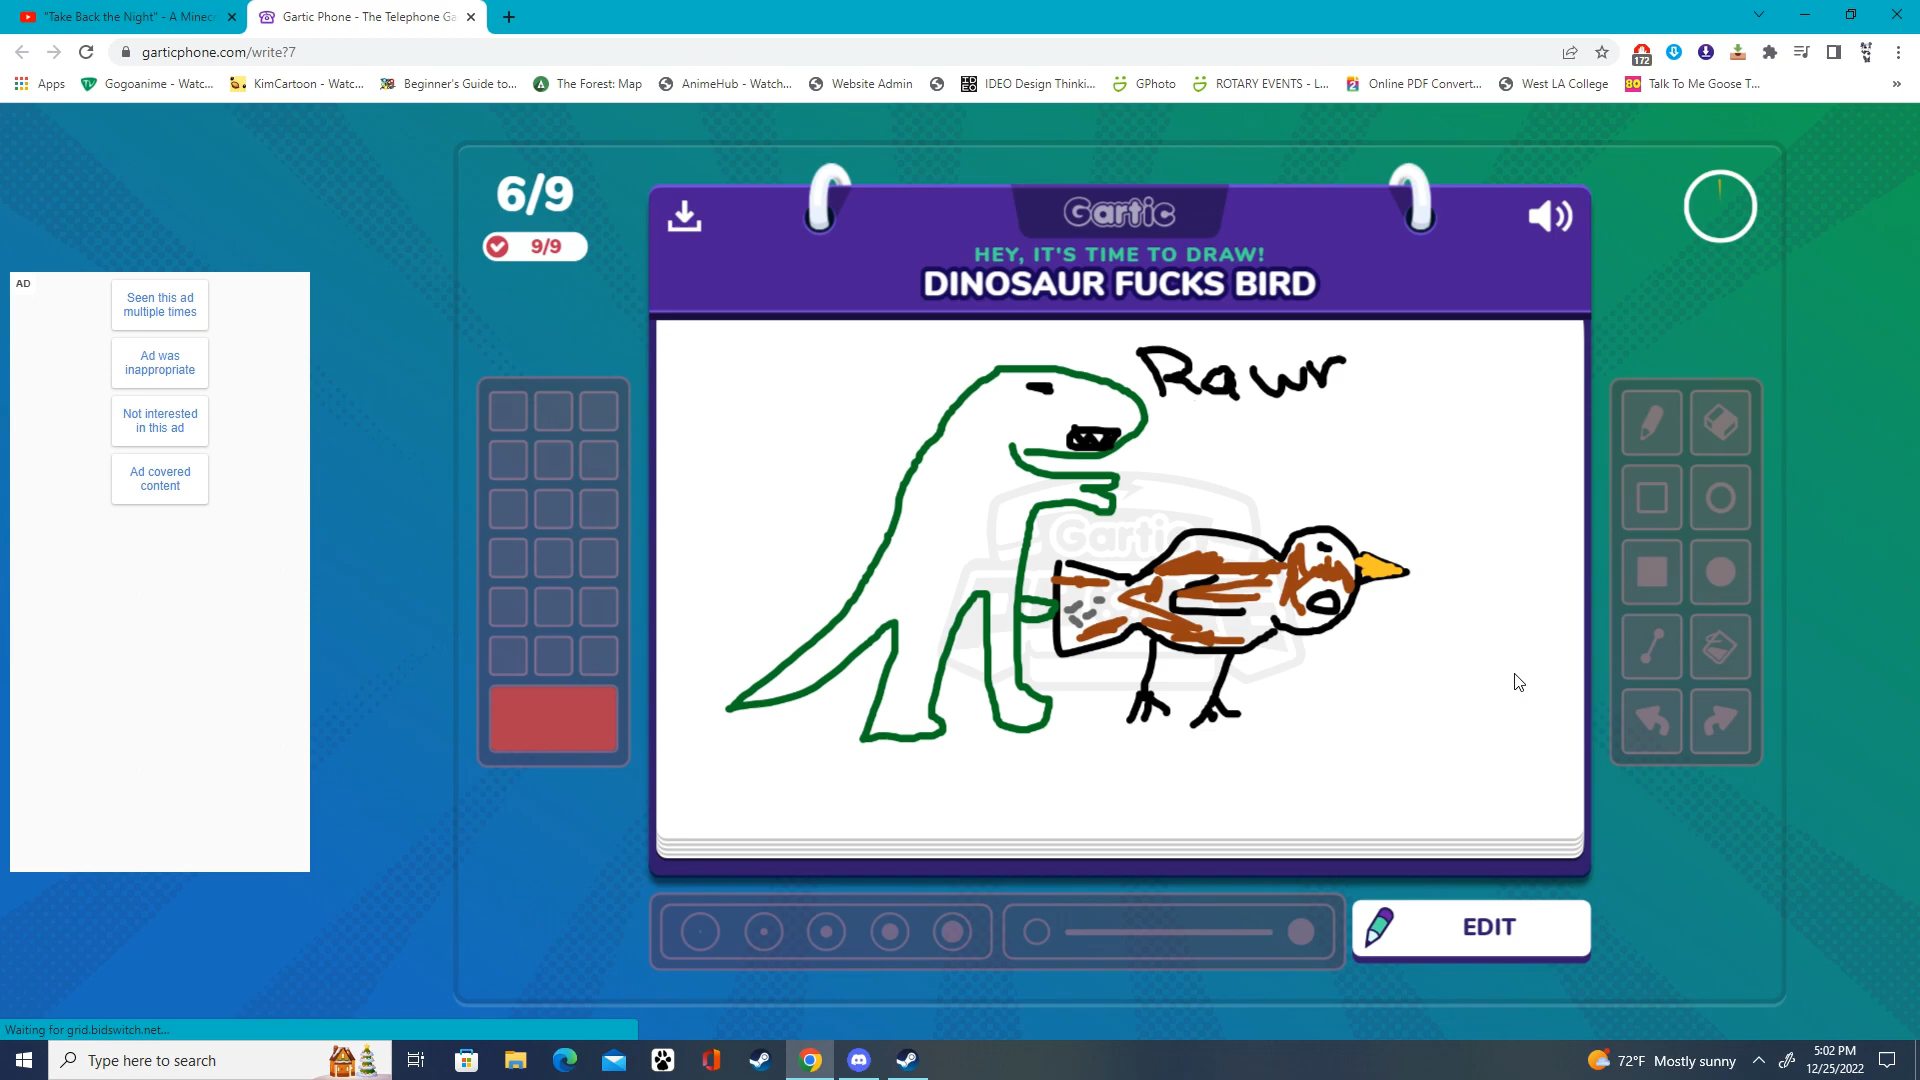 "Take Back the Night" - A Minec
Gartic Phone - The Telephone Ga
garticphone.com/write?7
172
Apps
Gogoanime - Watc...
KimCartoon - Watc...
Beginner's Guide to...
The Forest: Map
AnimeHub - Watch...
Website Admin
IDEO
IDEO Design Thinki...
GPhoto
ROTARY EVENTS - L...
Online PDF Convert...
West LA College
80
Talk To Me Goose T...
»
6/9
9/9
Gartic
HEY, IT'S TIME TO DRAW!
DINOSAUR FUCKS BIRD
AD
Seen this ad
multiple times
Ad was
inappropriate
Not interested
in this ad
Ad covered
content
Rawr
Gartic
EDIT
Waiting for grid.bidswitch.net...
Type here to search
72°F Mostly sunny
5:02 PM
12/25/2022